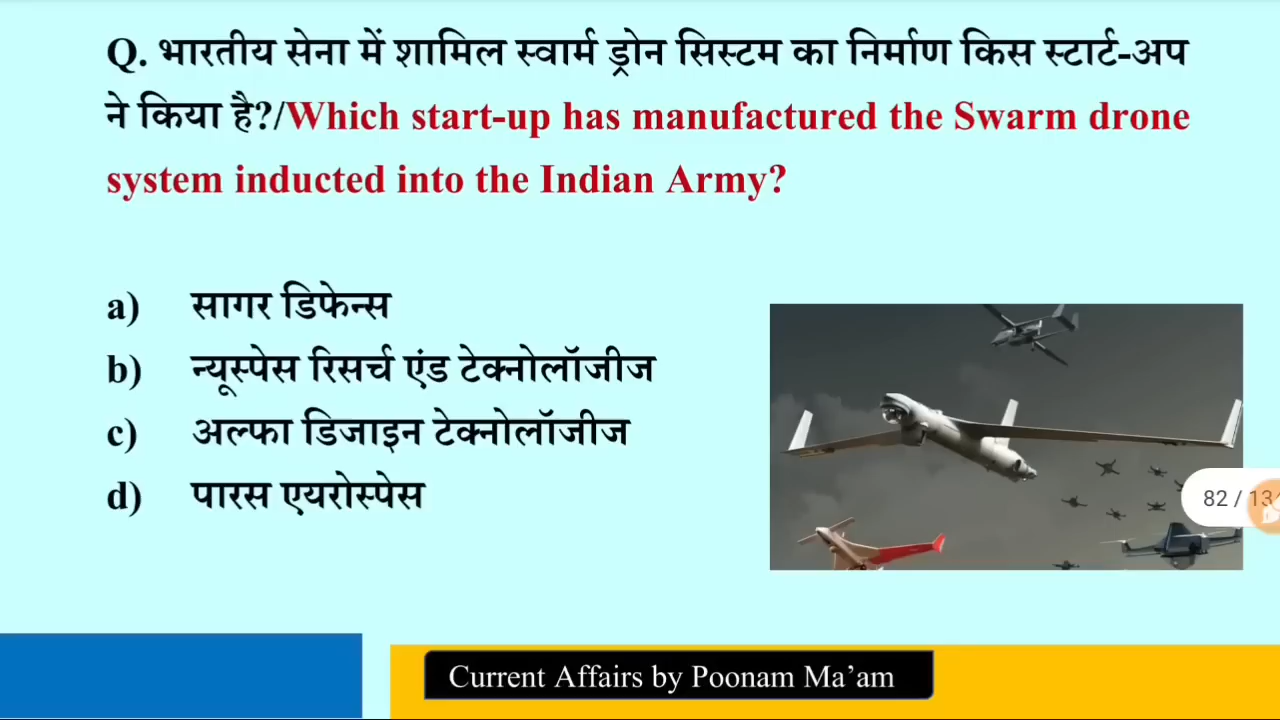 Q. भारतीय सेना में शामिल स्वार्म ड्रोन सिस्टम का निर्माण किस स्टार्ट-अप
ने किया है?/Which start-up has manufactured the Swarm drone
system inducted into the Indian Army?
a) सागर डिफेन्स
b) न्यूस्पेस रिसर्च एंड टेक्नोलॉजीज
c) अल्फा डिजाइन टेक्नोलॉजीज
d) पारस एयरोस्पेस
82 / 13
Current Affairs by Poonam Ma’am